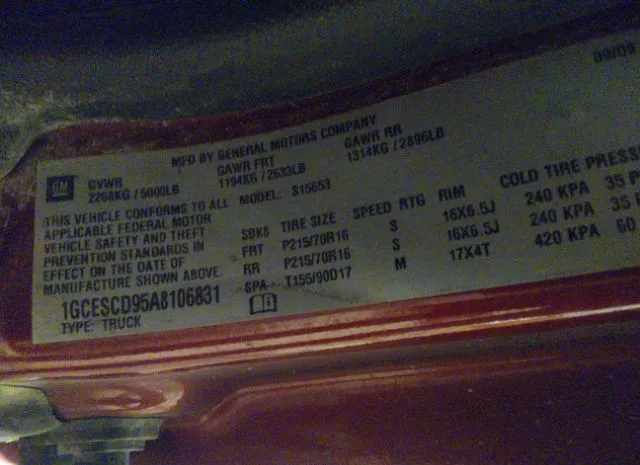 09/09
MFD BY GENERAL MOTORS COMPANY
GM
GVWR GAWR FRT GAWR RR
2268KG / 5000LB 1194KG / 2633LB 1314KG / 2896LB
THIS VEHICLE CONFORMS TO ALL
APPLICABLE FEDERAL MOTOR
VEHICLE SAFETY AND THEFT
PREVENTION STANDARDS IN
EFFECT ON THE DATE OF
MANUFACTURE SHOWN ABOVE.
MODEL: S15653
SBK6 TIRE SIZE SPEED RTG RIM COLD TIRE PRESS
FRT P215/70R16 S 16X6.5J 240 KPA 35 P
RR P215/70R16 S 16X6.5J 240 KPA 35 P
SPA T155/90D17 M 17X4T 420 KPA 60
1GCESCD95A8106831
TYPE: TRUCK